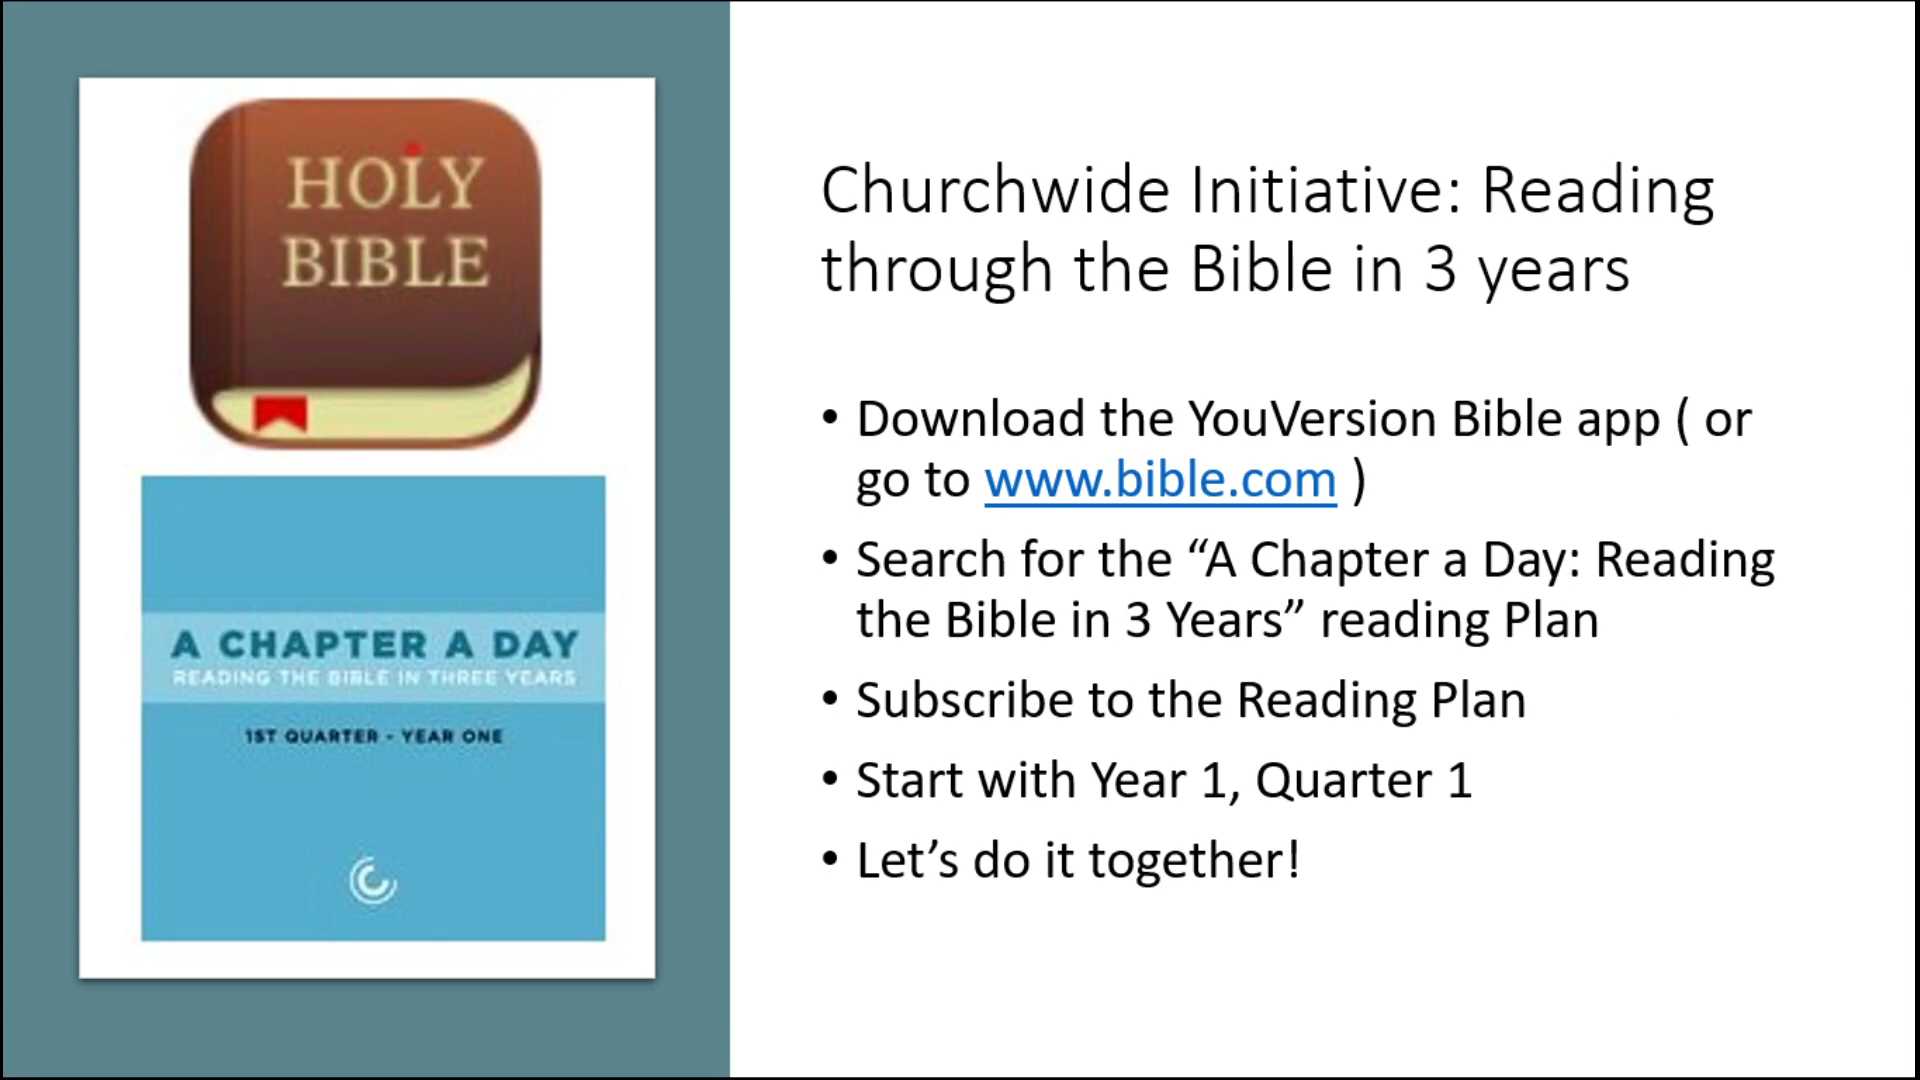 HOLY
BIBLE
A CHAPTER A DAY
READING THE BIBLE IN THREE YEARS
1ST QUARTER - YEAR ONE
Churchwide Initiative: Reading
through the Bible in 3 years
• Download the YouVersion Bible app ( or
go to www.bible.com )
• Search for the “A Chapter a Day: Reading
the Bible in 3 Years” reading Plan
• Subscribe to the Reading Plan
• Start with Year 1, Quarter 1
• Let’s do it together!